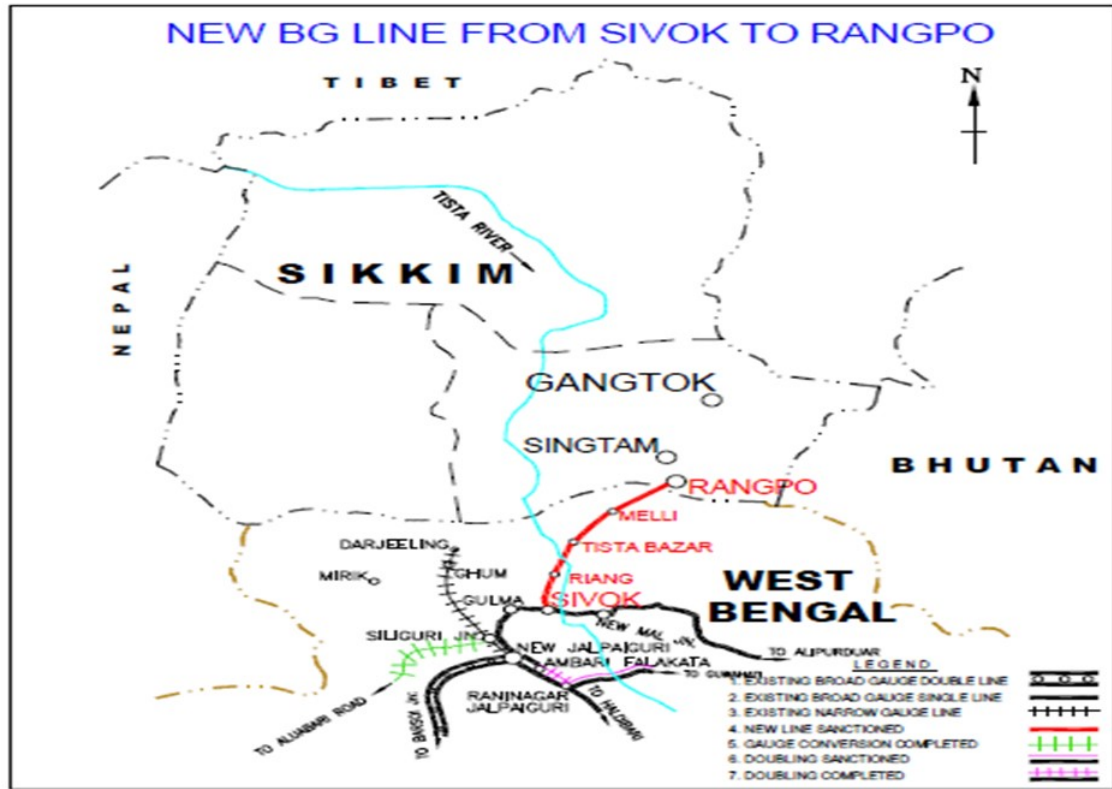 NEW BG LINE FROM SIVOK TO RANGPO
TIBET
N
TISTA RIVER
SIKKIM
NEPAL
GANGTOK
SINGTAM
BHUTAN
RANGPO
MELLI
DARJEELING
TISTA BAZAR
MIRIK
GHUM
RIANG
WEST
BENGAL
GULMA
SIVOK
NEW MAL JN.
SILIGURI JN.
NEW JALPAIGURI
TO ALIPURDUAR
AMBARI FALAKATA
TO GUWAHATI
RANINAGAR
JALPAIGURI
TO HALDIBARI
TO ALUABARI ROAD
LEGEND
1. EXISTING BROAD GAUGE DOUBLE LINE
2. EXISTING BROAD GAUGE SINGLE LINE
3. EXISTING NARROW GAUGE LINE
4. NEW LINE SANCTIONED
5. GAUGE CONVERSION COMPLETED
6. DOUBLING SANCTIONED
7. DOUBLING COMPLETED